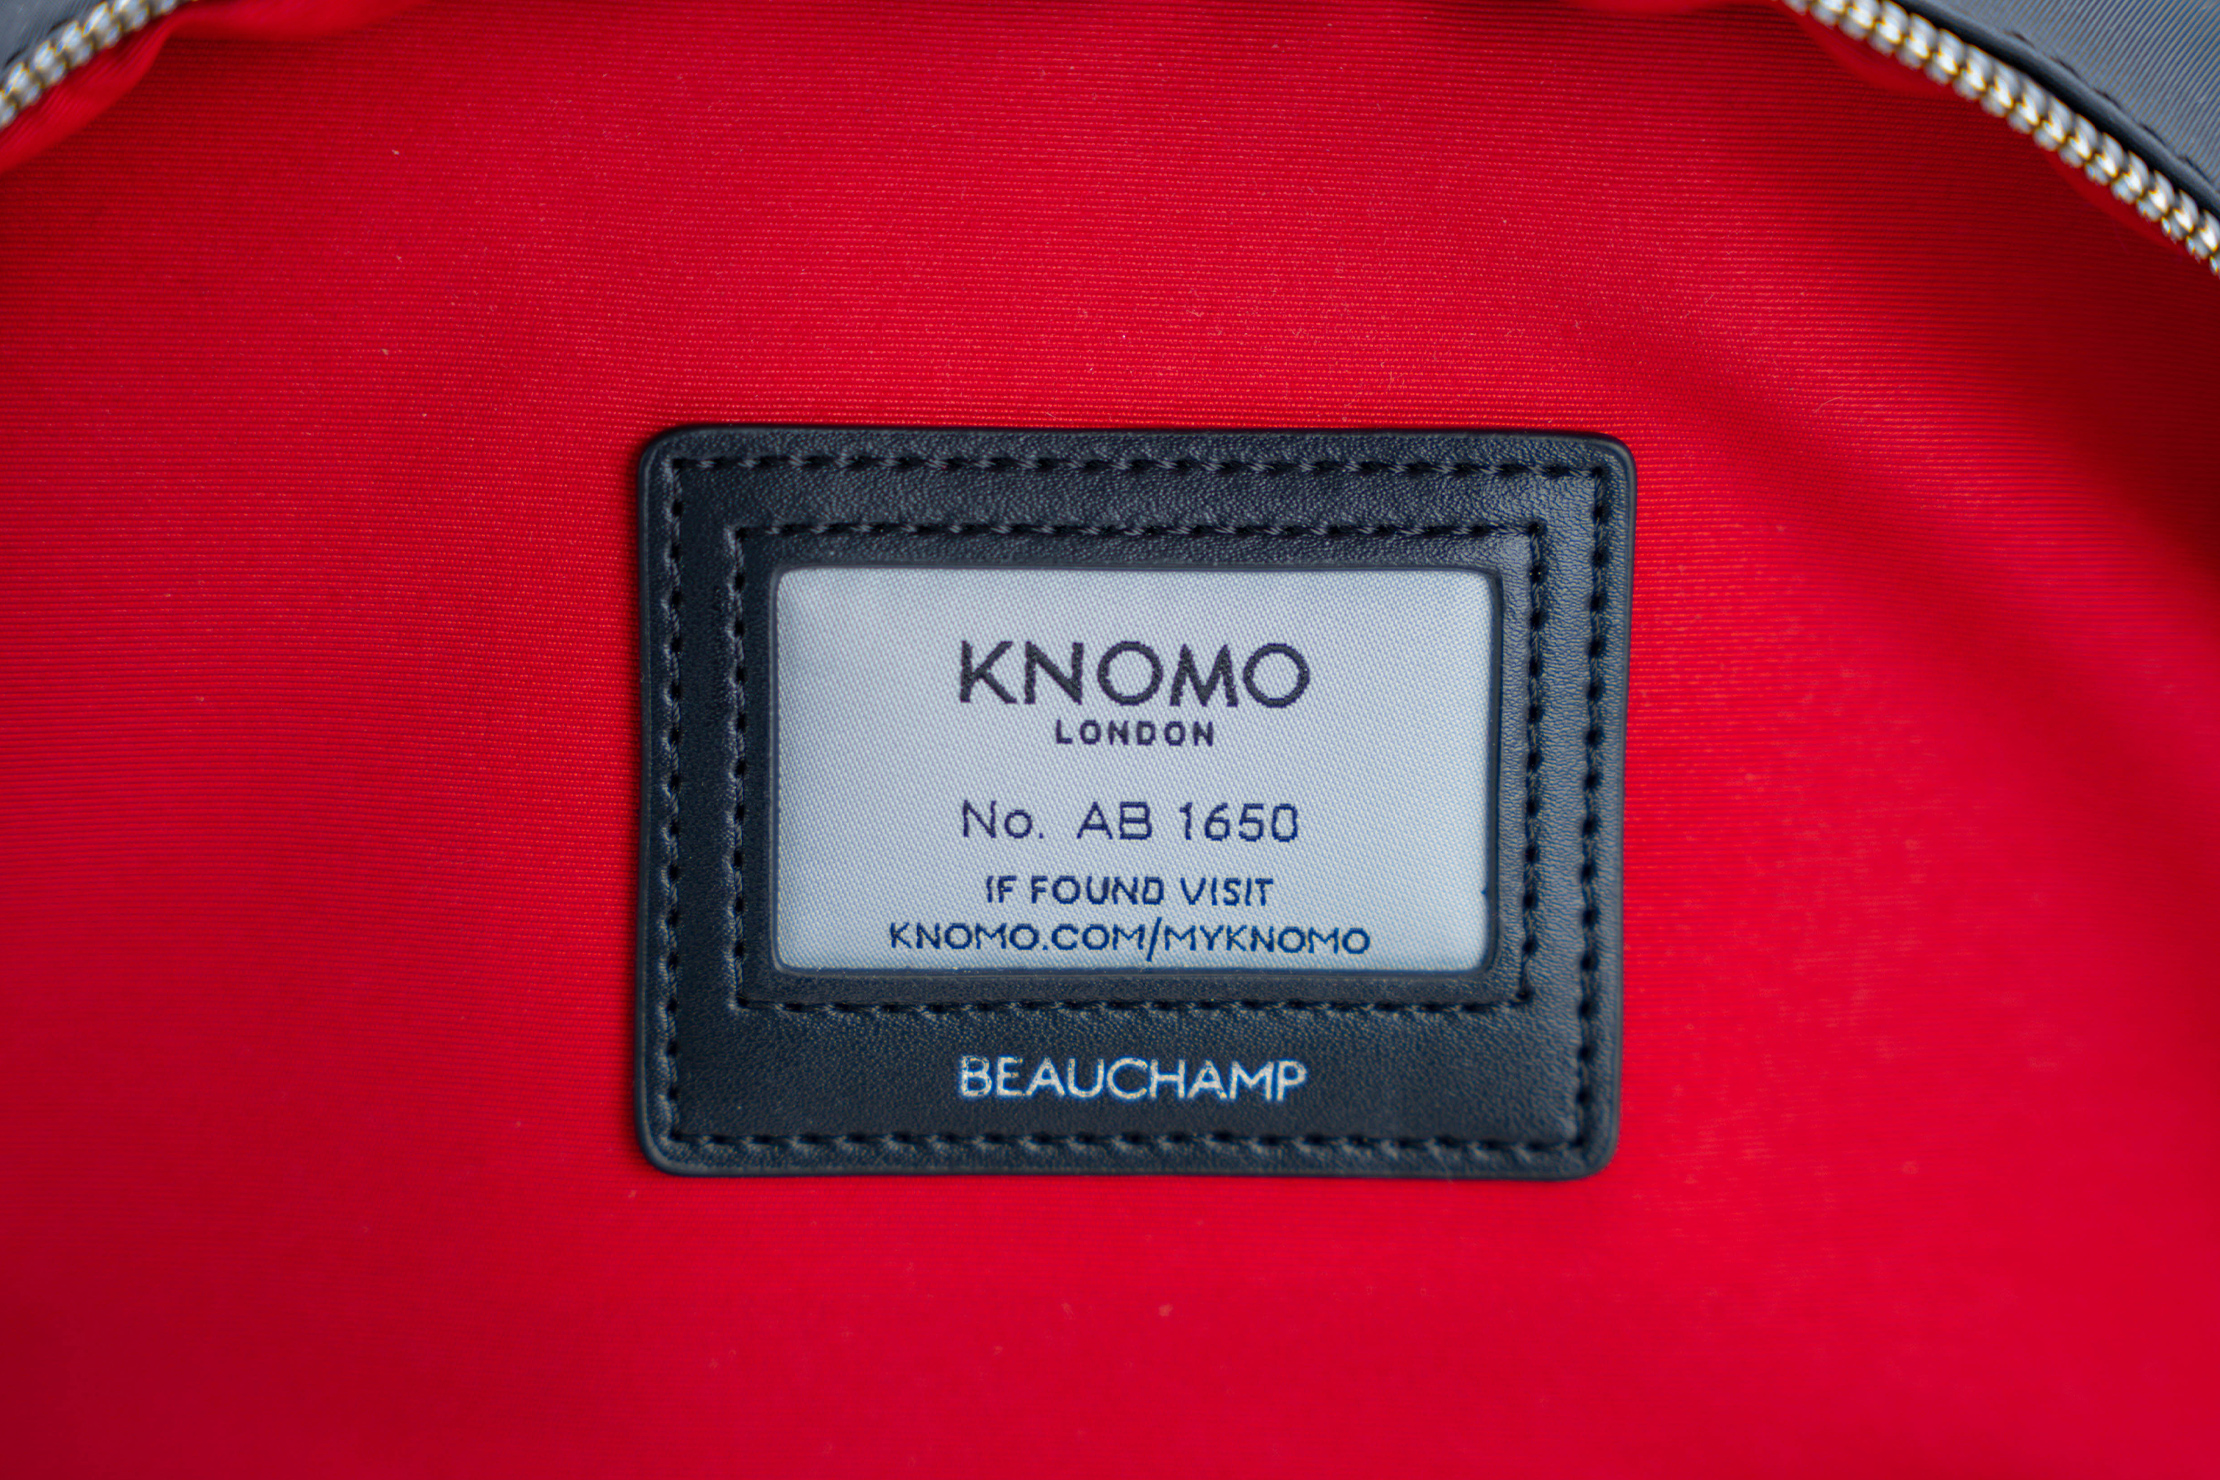 KNOMO
LONDON
No. AB 1650
IF FOUND VISIT
KNOMO.COM/MYKNOMO
BEAUCHAMP